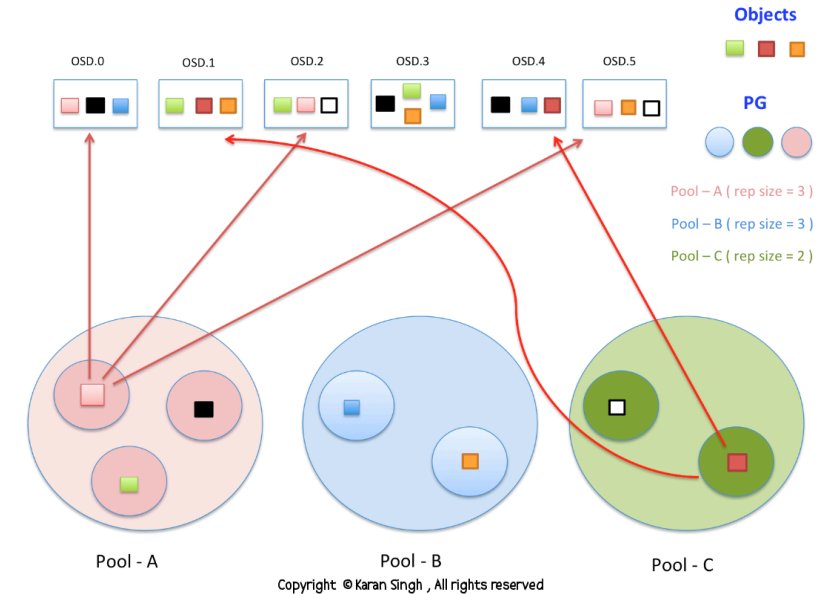 Objects
OSD.0
OSD.1
OSD.2
OSD.3
OSD.4
OSD.5
PG
Pool – A ( rep size = 3 )
Pool – B ( rep size = 3 )
Pool – C ( rep size = 2 )
Pool - A
Pool - B
Pool - C
Copyright © Karan Singh , All rights reserved